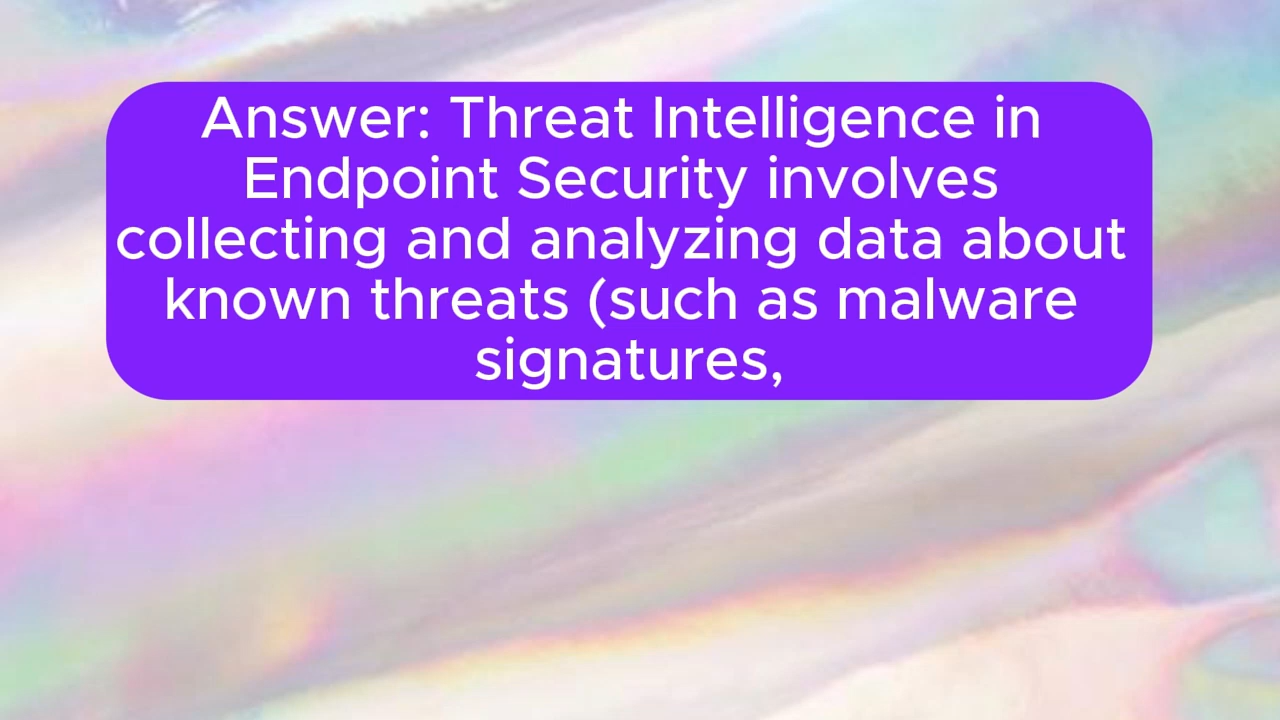 Answer: Threat Intelligence in
Endpoint Security involves
collecting and analyzing data about
known threats (such as malware
signatures,